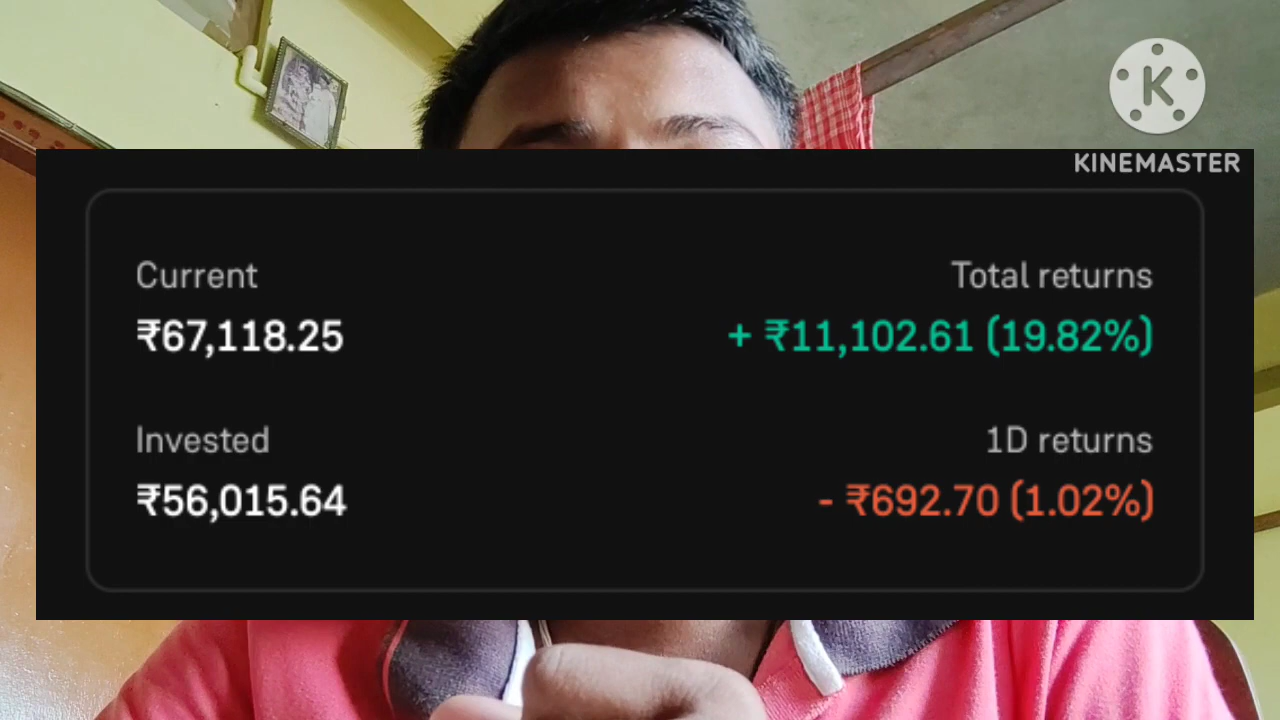 K
KINEMASTER
Current
Total returns
₹67,118.25
+ ₹11,102.61 (19.82%)
Invested
1D returns
₹56,015.64
- ₹692.70 (1.02%)